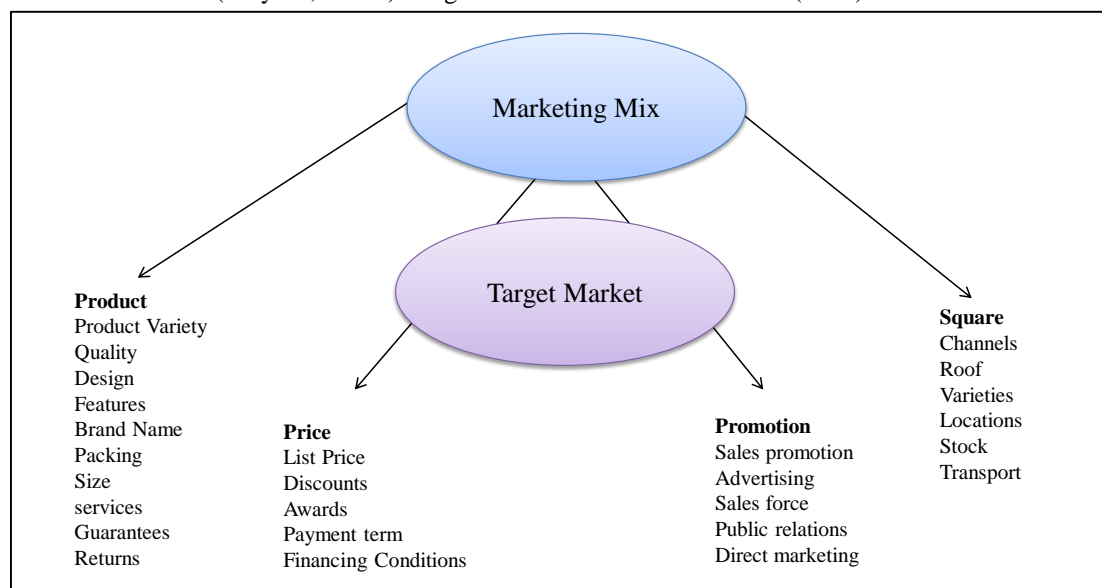 Marketing Mix
Target Market
Product
Product Variety
Quality
Design
Features
Brand Name
Packing
Size
services
Guarantees
Returns
Price
List Price
Discounts
Awards
Payment term
Financing Conditions
Promotion
Sales promotion
Advertising
Sales force
Public relations
Direct marketing
Square
Channels
Roof
Varieties
Locations
Stock
Transport